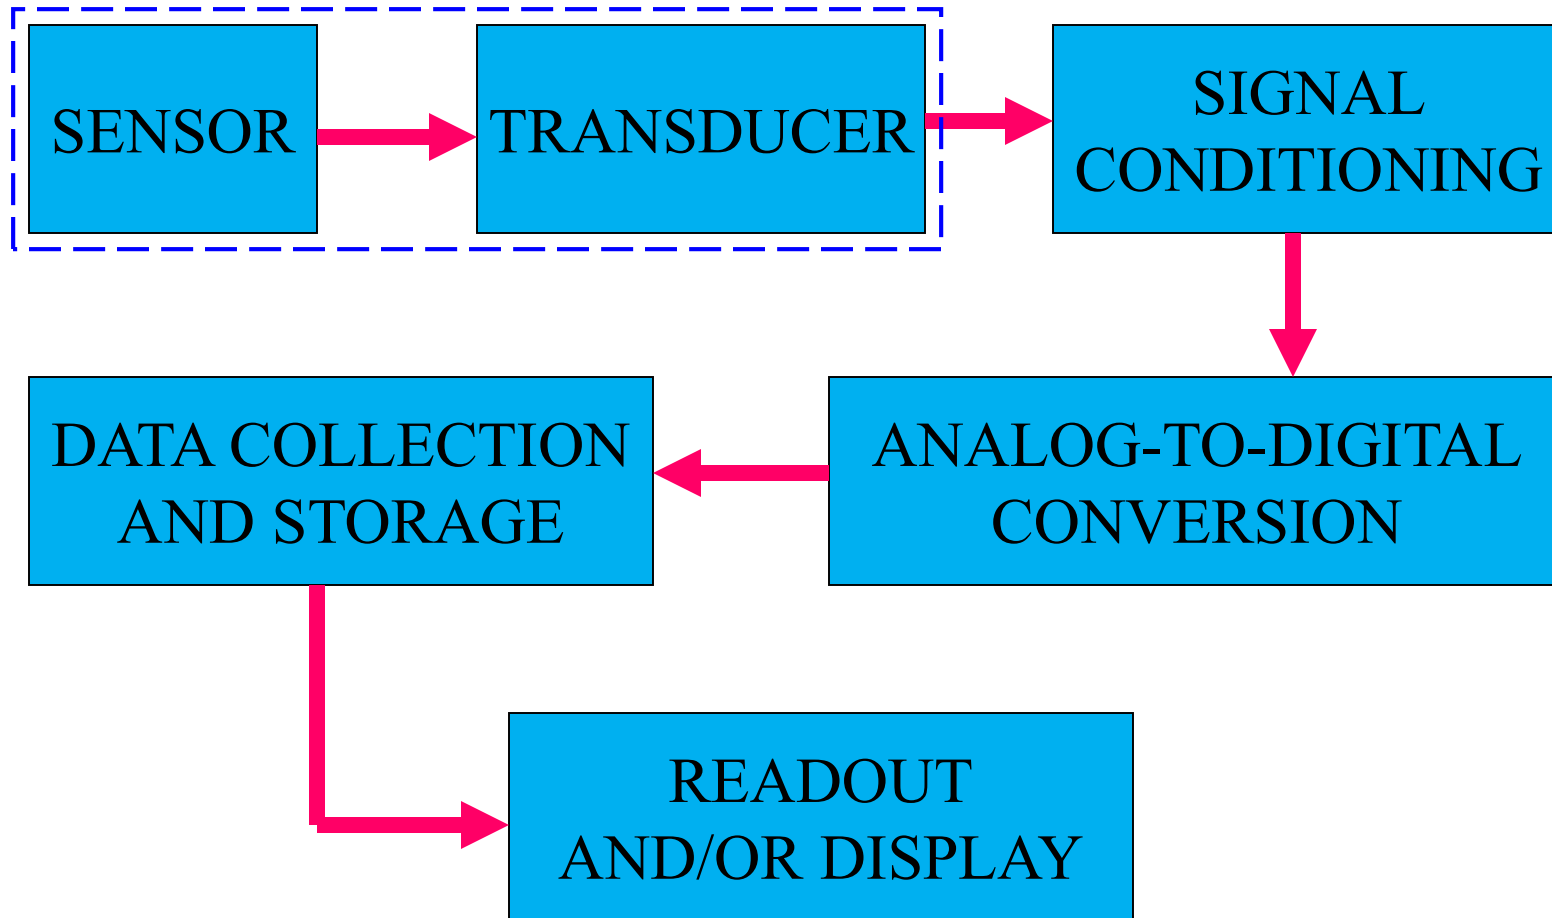 SENSOR
TRANSDUCER
SIGNAL
CONDITIONING
ANALOG-TO-DIGITAL
CONVERSION
DATA COLLECTION
AND STORAGE
READOUT
AND/OR DISPLAY